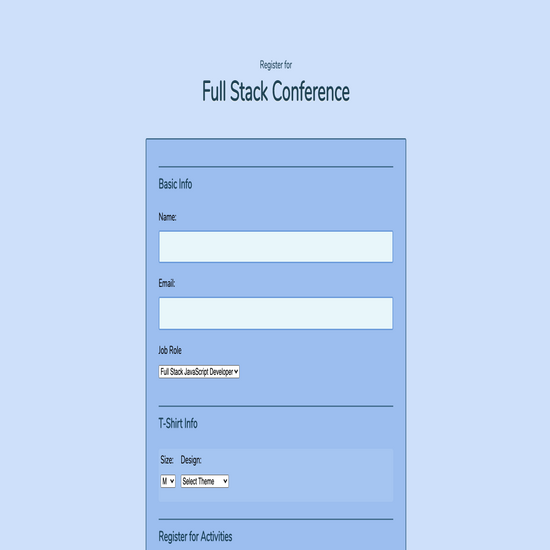 Register for
Full Stack Conference
Basic Info
Name:
Email:
Job Role
Full Stack JavaScript Developer
T-Shirt Info
Size: Design:
M Select Theme
Register for Activities